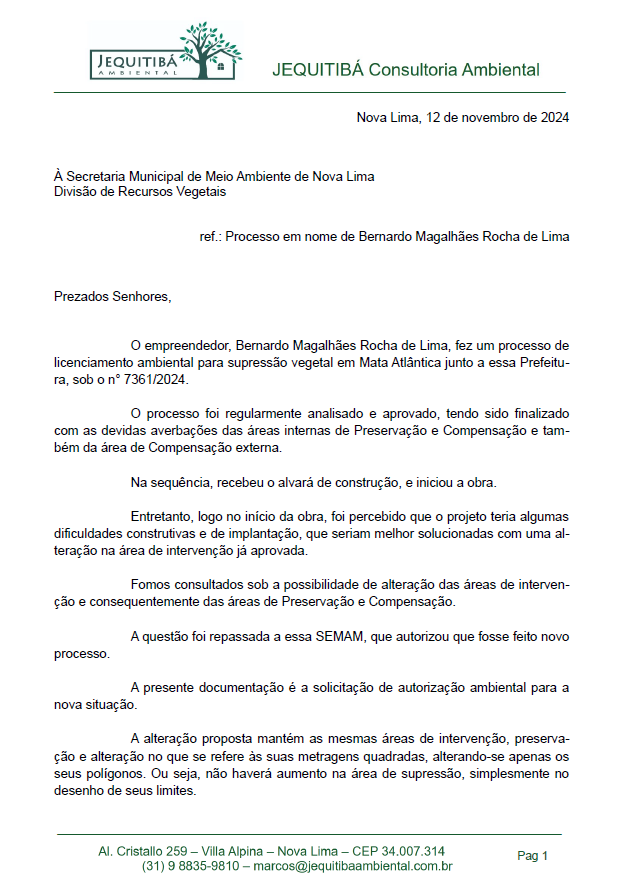 JEQUITIBÁ
AMBIENTAL
JEQUITIBÁ Consultoria Ambiental
Nova Lima, 12 de novembro de 2024
À Secretaria Municipal de Meio Ambiente de Nova Lima
Divisão de Recursos Vegetais
ref.: Processo em nome de Bernardo Magalhães Rocha de Lima
Prezados Senhores,
O empreendedor, Bernardo Magalhães Rocha de Lima, fez um processo de
licenciamento ambiental para supressão vegetal em Mata Atlântica junto a essa Prefeitu-
ra, sob o n° 7361/2024.
O processo foi regularmente analisado e aprovado, tendo sido finalizado
com as devidas averbações das áreas internas de Preservação e Compensação e tam-
bém da área de Compensação externa.
Na sequência, recebeu o alvará de construção, e iniciou a obra.
Entretanto, logo no início da obra, foi percebido que o projeto teria algumas
dificuldades construtivas e de implantação, que seriam melhor solucionadas com uma al-
teração na área de intervenção já aprovada.
Fomos consultados sob a possibilidade de alteração das áreas de interven-
ção e consequentemente das áreas de Preservação e Compensação.
A questão foi repassada a essa SEMAM, que autorizou que fosse feito novo
processo.
A presente documentação é a solicitação de autorização ambiental para a
nova situação.
A alteração proposta mantém as mesmas áreas de intervenção, preserva-
ção e alteração no que se refere às suas metragens quadradas, alterando-se apenas os
seus polígonos. Ou seja, não haverá aumento na área de supressão, simplesmente no
desenho de seus limites.
Al. Cristallo 259 – Villa Alpina – Nova Lima – CEP 34.007.314
(31) 9 8835-9810 – marcos@jequitibaambiental.com.br
Pag 1